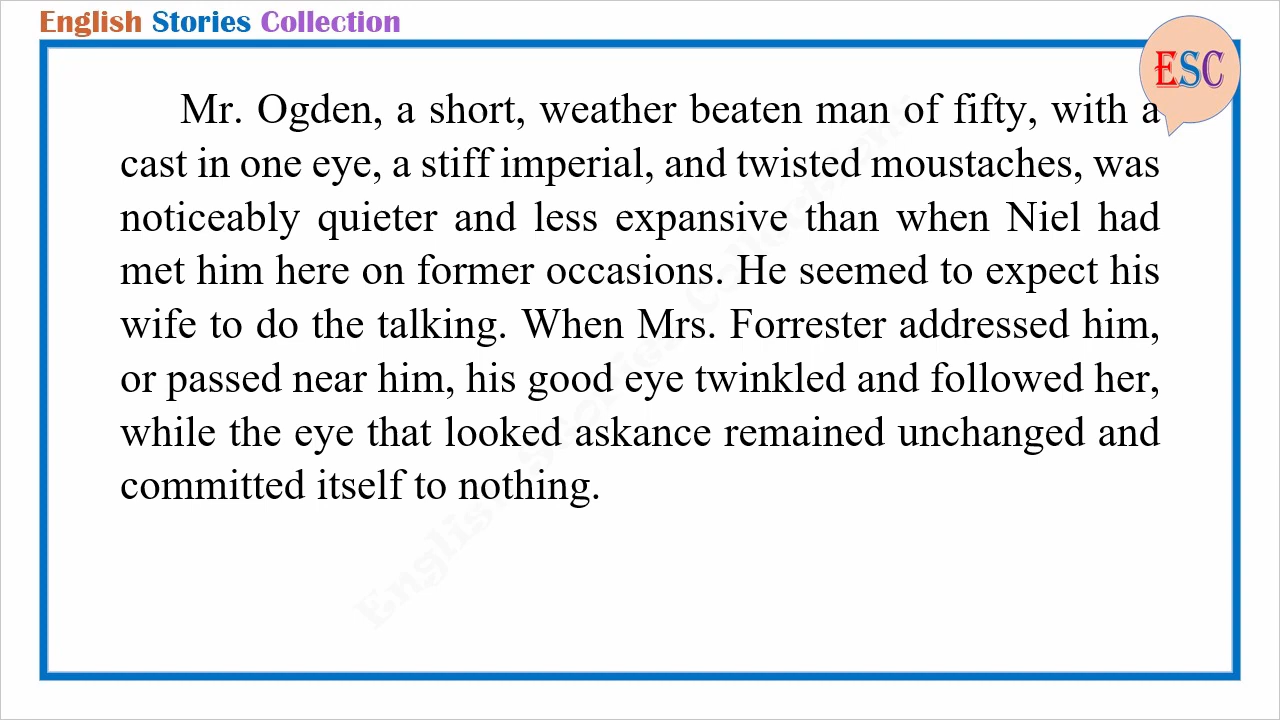 English Stories Collection
ESC
Mr. Ogden, a short, weather beaten man of fifty, with a
cast in one eye, a stiff imperial, and twisted moustaches, was
noticeably quieter and less expansive than when Niel had
met him here on former occasions. He seemed to expect his
wife to do the talking. When Mrs. Forrester addressed him,
or passed near him, his good eye twinkled and followed her,
while the eye that looked askance remained unchanged and
committed itself to nothing.
English Stories Collection